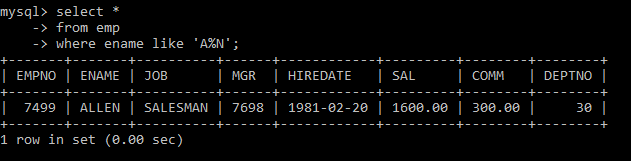 mysql> select *
    -> from emp
    -> where ename like 'A%N';
+-------+-------+----------+------+------------+---------+--------+--------+
| EMPNO | ENAME | JOB      | MGR  | HIREDATE   | SAL     | COMM   | DEPTNO |
+-------+-------+----------+------+------------+---------+--------+--------+
|  7499 | ALLEN | SALESMAN | 7698 | 1981-02-20 | 1600.00 | 300.00 |     30 |
+-------+-------+----------+------+------------+---------+--------+--------+
1 row in set (0.00 sec)